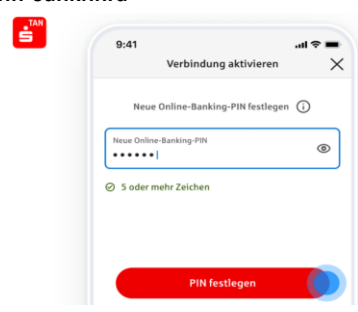 TAN
S
9:41
Verbindung aktivieren
Neue Online-Banking-PIN festlegen
Neue Online-Banking-PIN
••••••
5 oder mehr Zeichen
PIN festlegen